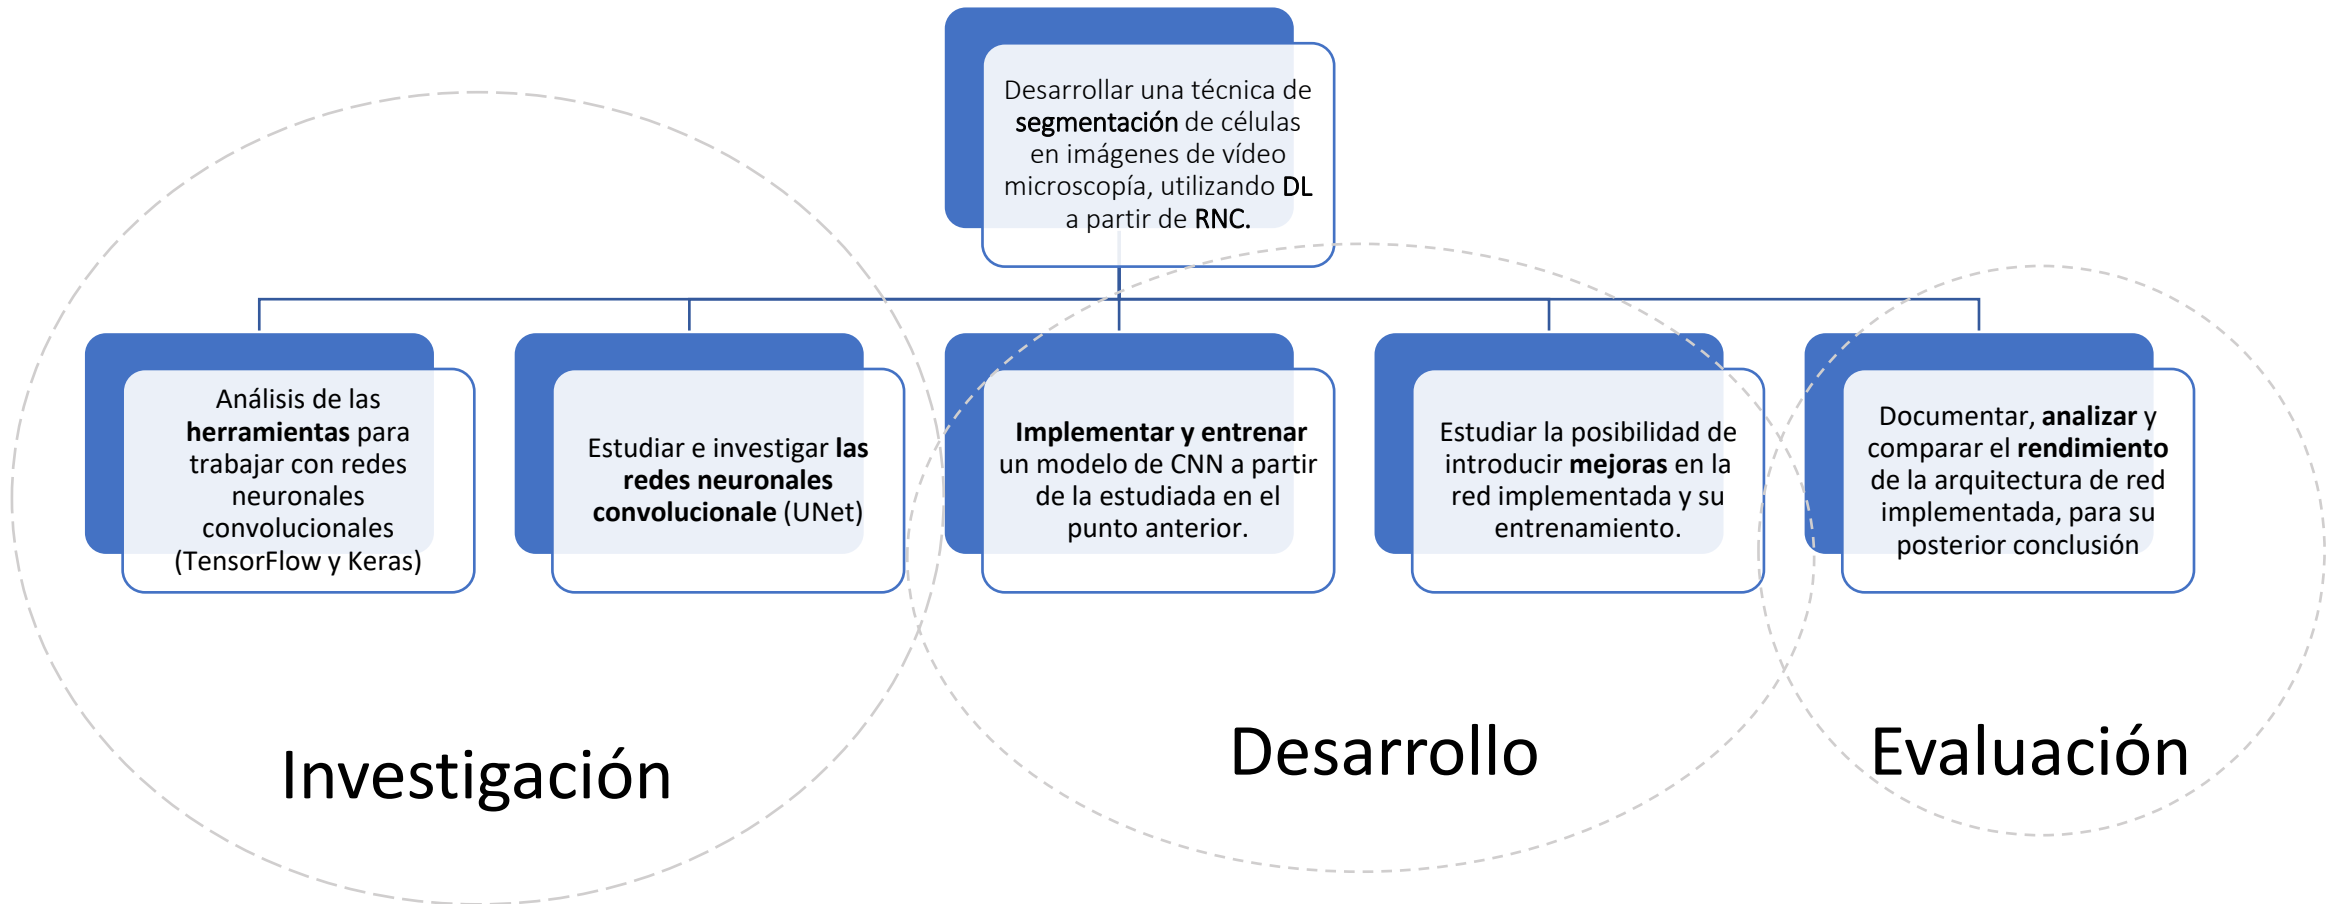 Desarrollar una técnica de
segmentación de células
en imágenes de vídeo
microscopía, utilizando DL
a partir de RNC.
Análisis de las
herramientas para
trabajar con redes
neuronales
convolucionales
(TensorFlow y Keras)
Estudiar e investigar las
redes neuronales
convolucionale (UNet)
Implementar y entrenar
un modelo de CNN a partir
de la estudiada en el
punto anterior.
Estudiar la posibilidad de
introducir mejoras en la
red implementada y su
entrenamiento.
Documentar, analizar y
comparar el rendimiento
de la arquitectura de red
implementada, para su
posterior conclusión
Investigación
Desarrollo
Evaluación